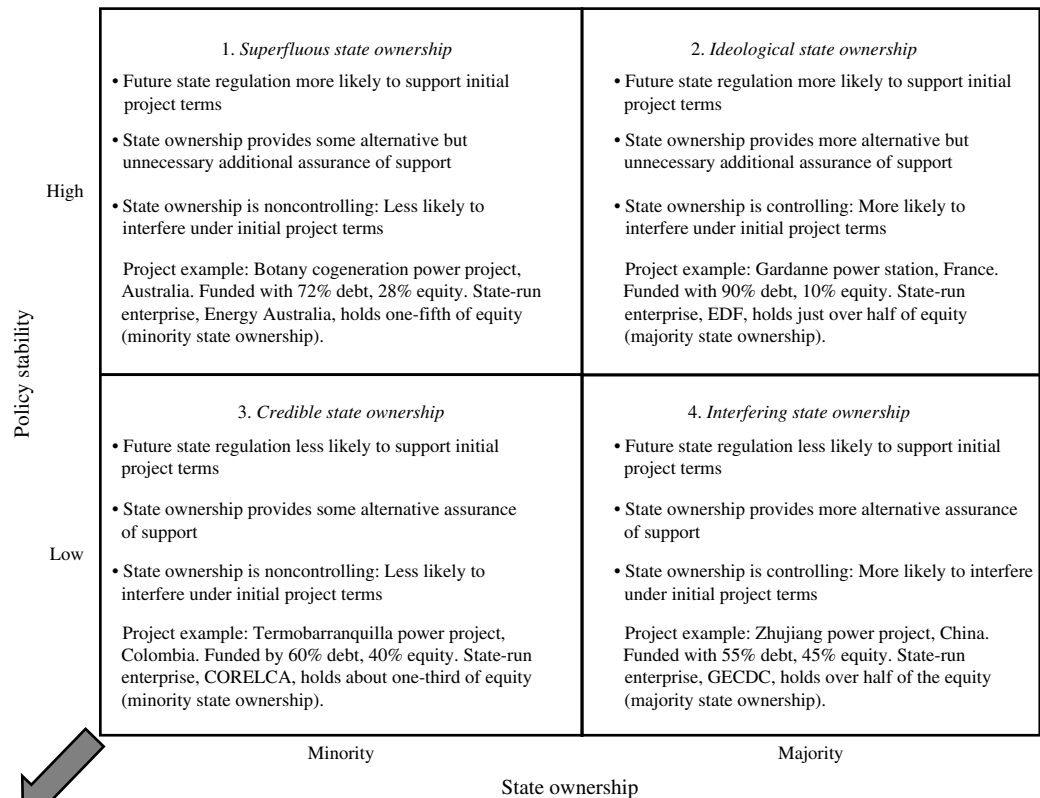 1. Superfluous state ownership
• Future state regulation more likely to support initial
project terms
• State ownership provides some alternative but
unnecessary additional assurance of support
• State ownership is noncontrolling: Less likely to
interfere under initial project terms
Project example: Botany cogeneration power project,
Australia. Funded with 72% debt, 28% equity. State-run
enterprise, Energy Australia, holds one-fifth of equity
(minority state ownership).
2. Ideological state ownership
• Future state regulation more likely to support initial
project terms
• State ownership provides more alternative but
unnecessary additional assurance of support
• State ownership is controlling: More likely to
interfere under initial project terms
Project example: Gardanne power station, France.
Funded with 90% debt, 10% equity. State-run
enterprise, EDF, holds just over half of equity
(majority state ownership).
High
Policy stability
3. Credible state ownership
• Future state regulation less likely to support initial
project terms
• State ownership provides some alternative assurance
of support
• State ownership is noncontrolling: Less likely to
interfere under initial project terms
Project example: Termobarranquilla power project,
Colombia. Funded by 60% debt, 40% equity. State-run
enterprise, CORELCA, holds about one-third of equity
(minority state ownership).
4. Interfering state ownership
• Future state regulation less likely to support initial
project terms
• State ownership provides more alternative assurance
of support
• State ownership is controlling: More likely to interfere
under initial project terms
Project example: Zhujiang power project, China.
Funded with 55% debt, 45% equity. State-run
enterprise, GECDC, holds over half of the equity
(majority state ownership).
Low
Minority
Majority
State ownership